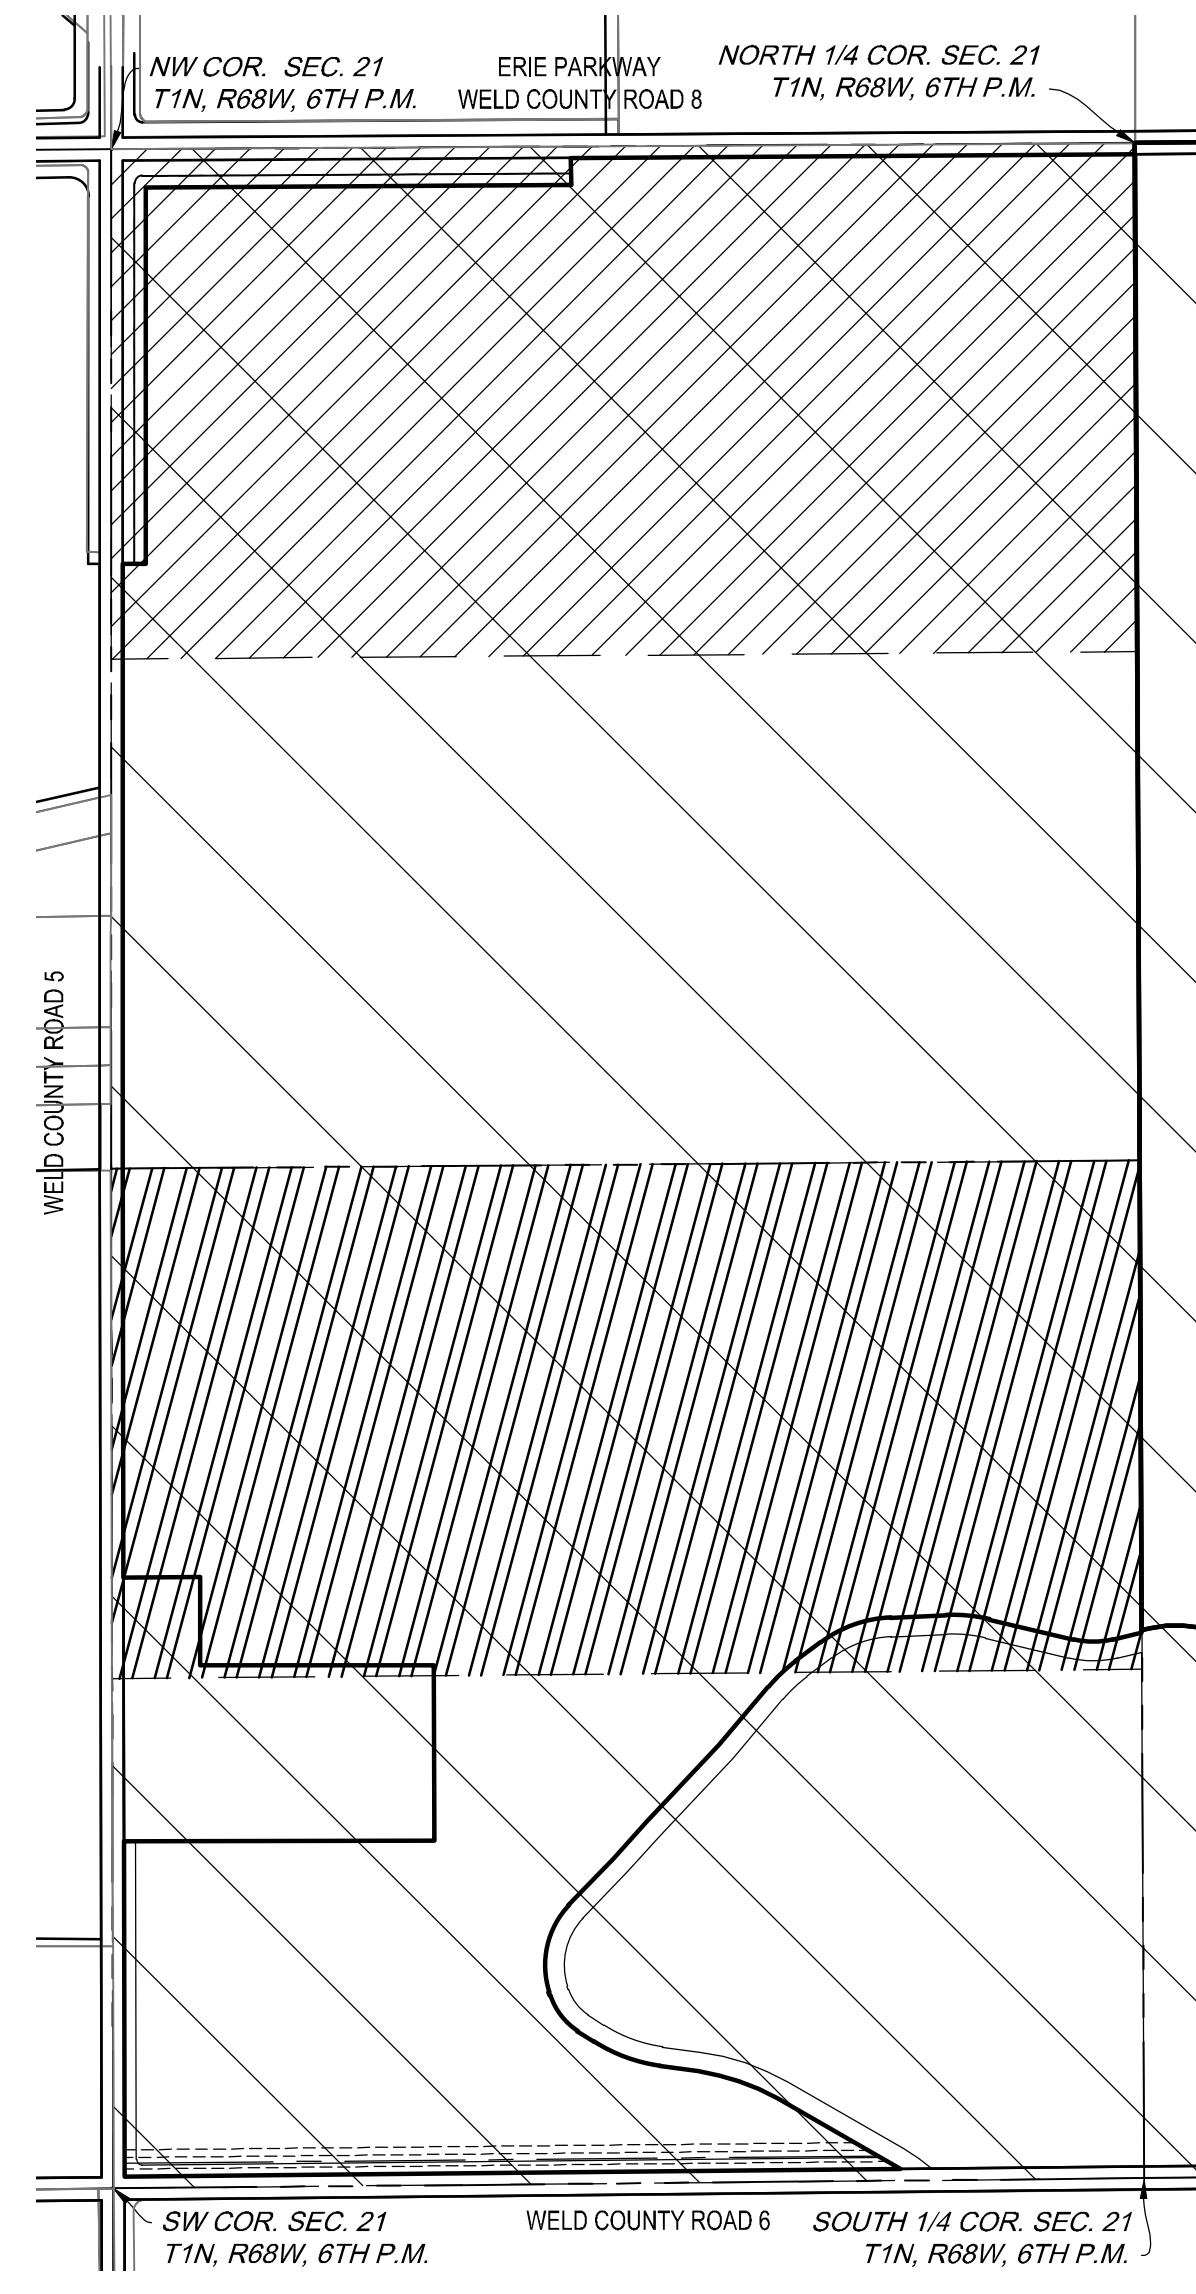 NW COR. SEC. 21
T1N, R68W, 6TH P.M.
ERIE PARKWAY
WELD COUNTY ROAD 8
NORTH 1/4 COR. SEC. 21
T1N, R68W, 6TH P.M.
WELD COUNTY ROAD 5
SW COR. SEC. 21
T1N, R68W, 6TH P.M.
WELD COUNTY ROAD 6
SOUTH 1/4 COR. SEC. 21
T1N, R68W, 6TH P.M.